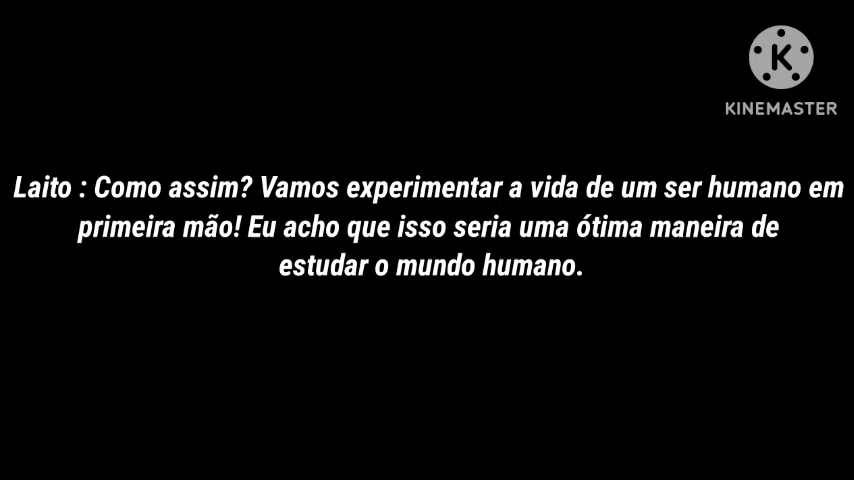 KINEMASTER
Laito : Como assim? Vamos experimentar a vida de um ser humano em
primeira mão! Eu acho que isso seria uma ótima maneira de
estudar o mundo humano.